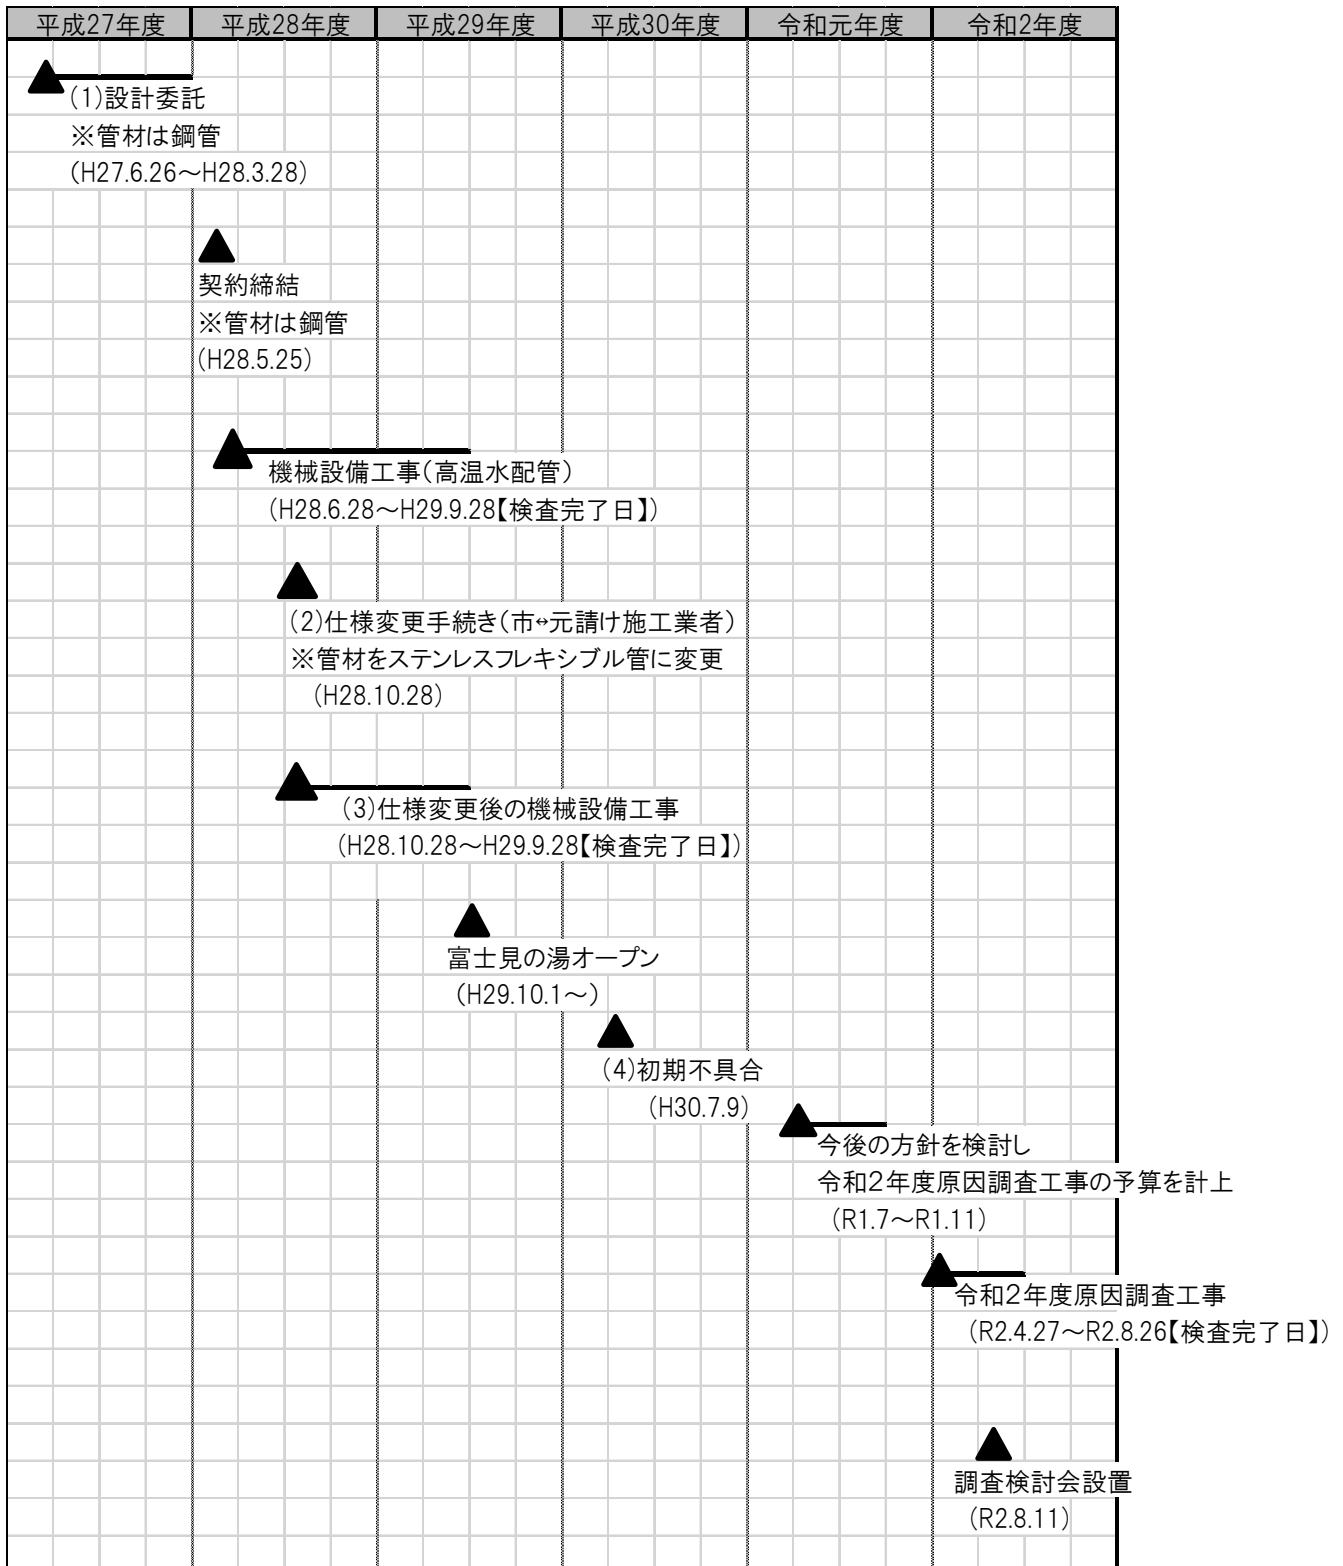 平成27年度 平成28年度 平成29年度 平成30年度 令和元年度 令和2年度
(1)設計委託
※管材は鋼管
(H27.6.26～H28.3.28)
契約締結
※管材は鋼管
(H28.5.25)
機械設備工事(高温水配管)
(H28.6.28～H29.9.28【検査完了日】)
(2)仕様変更手続き(市↔元請け施工業者)
※管材をステンレスフレキシブル管に変更
(H28.10.28)
(3)仕様変更後の機械設備工事
(H28.10.28～H29.9.28【検査完了日】)
富士見の湯オープン
(H29.10.1～)
(4)初期不具合
(H30.7.9)
今後の方針を検討し
令和2年度原因調査工事の予算を計上
(R1.7～R1.11)
令和2年度原因調査工事
(R2.4.27～R2.8.26【検査完了日】)
調査検討会設置
(R2.8.11)